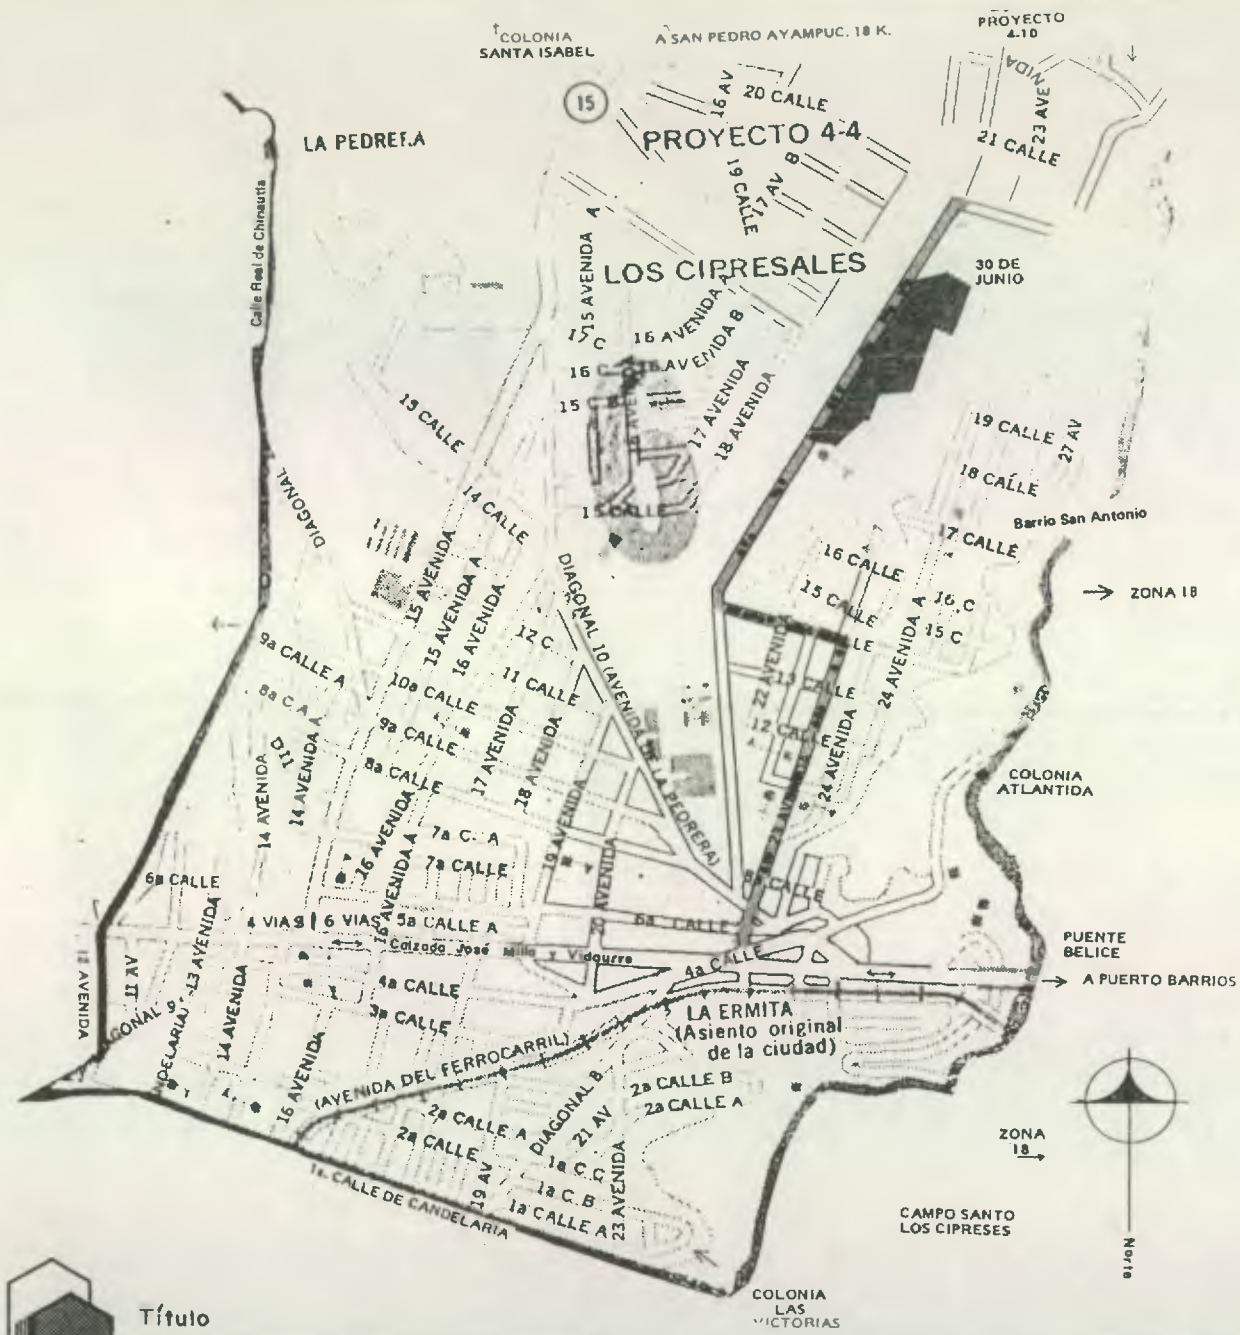 COLONIA
SANTA ISABEL
A SAN PEDRO AYAMPUC. 18 K.
PROYECTO
4-10
15
16 AV
20 CALLE
23 AVENIDA
LA PEDRERA
PROYECTO 4-4
21 CALLE
19 CALLE
17 AV B
Calle Real de Chinautla
15 AVENIDA A
LOS CIPRESALES
30 DE
JUNIO
17 C
16 AVENIDA A
16 AVENIDA B
16 C
16 AVENIDA
15 C
17 AVENIDA
18 AVENIDA
15 CALLE
19 CALLE
27 AV
18 CALLE
DIAGONAL
14 CALLE
15 CALLE
Barrio San Antonio
17 CALLE
16 CALLE
15 AVENIDA
15 AVENIDA A
16 AVENIDA
DIAGONAL 10 (AVENIDA DE LA PEDRERA)
15 CALLE
16 C
15 C
ZONA 18
24 AVENIDA A
9a CALLE A
12 C
11 CALLE
10a CALLE
22 AVENIDA
13 CALLE
8a C A
9a CALLE
12 CALLE
D11
14 AVENIDA A
14 AVENIDA
8a CALLE
17 AVENIDA
18 AVENIDA
24 AVENIDA
23 AVENIDA
COLONIA
ATLANTIDA
16 AVENIDA
7a C. A
7a CALLE
19 AVENIDA
20 AVENIDA
6a CALLE
CALLE
4 VIAS
6 VIAS
5a CALLE A
6a CALLE
16 AVENIDA A
Calzada José Milla y Vidaurre
4a CALLE
PUENTE
BELICE
A PUERTO BARRIOS
12 AVENIDA
11 AV
13 AVENIDA
14 AVENIDA
4a CALLE
3a CALLE
LA ERMITA
(Asiento original
de la ciudad)
16 AVENIDA
(AVENIDA DEL FERROCARRIL)
DIAGONAL B
2a CALLE B
2a CALLE A
2a CALLE A
21 AV
2a CALLE
1a C. C
23 AVENIDA
1a C. B
19 AV
1a CALLE A
1a. CALLE DE CANDELARIA
ZONA
18
CAMPO SANTO
LOS CIPRESES
Norte
COLONIA
LAS
VICTORIAS
Título